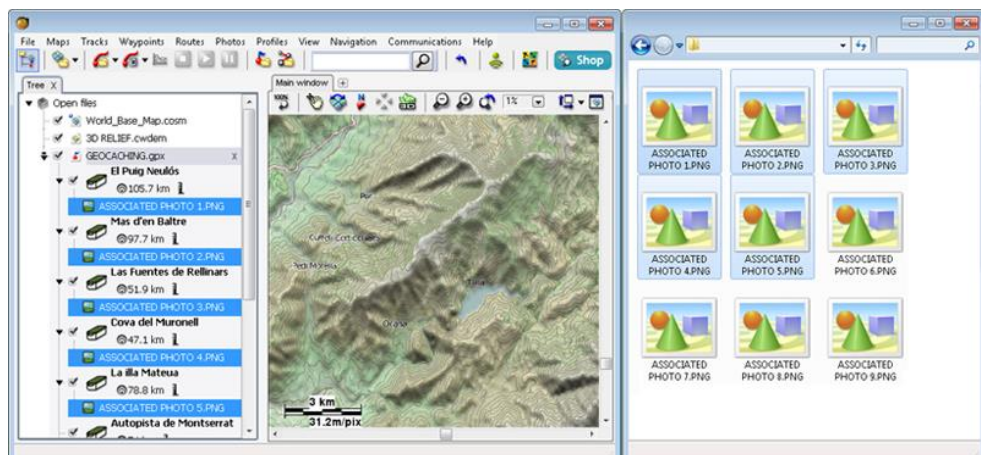 File Maps Tracks Waypoints Routes Photos Profiles View Navigation Communications Help
Shop
Tree X
Open files
World_Base_Map.cosm
3D RELIEF.cwdem
GEOCACHING.gpx x
El Puig Neulós
105.7 km
ASSOCIATED PHOTO 1.PNG
Mas d'en Baltre
97.7 km
ASSOCIATED PHOTO 2.PNG
Las Fuentes de Rellinars
51.9 km
ASSOCIATED PHOTO 3.PNG
Cova del Muronell
47.1 km
ASSOCIATED PHOTO 4.PNG
La illa Mateua
78.8 km
ASSOCIATED PHOTO 5.PNG
Autopista de Montserrat
Main window
100%
1%
3 km
31.2m/pix
ASSOCIATED
PHOTO 1.PNG
ASSOCIATED
PHOTO 2.PNG
ASSOCIATED
PHOTO 3.PNG
ASSOCIATED
PHOTO 4.PNG
ASSOCIATED
PHOTO 5.PNG
ASSOCIATED
PHOTO 6.PNG
ASSOCIATED
PHOTO 7.PNG
ASSOCIATED
PHOTO 8.PNG
ASSOCIATED
PHOTO 9.PNG